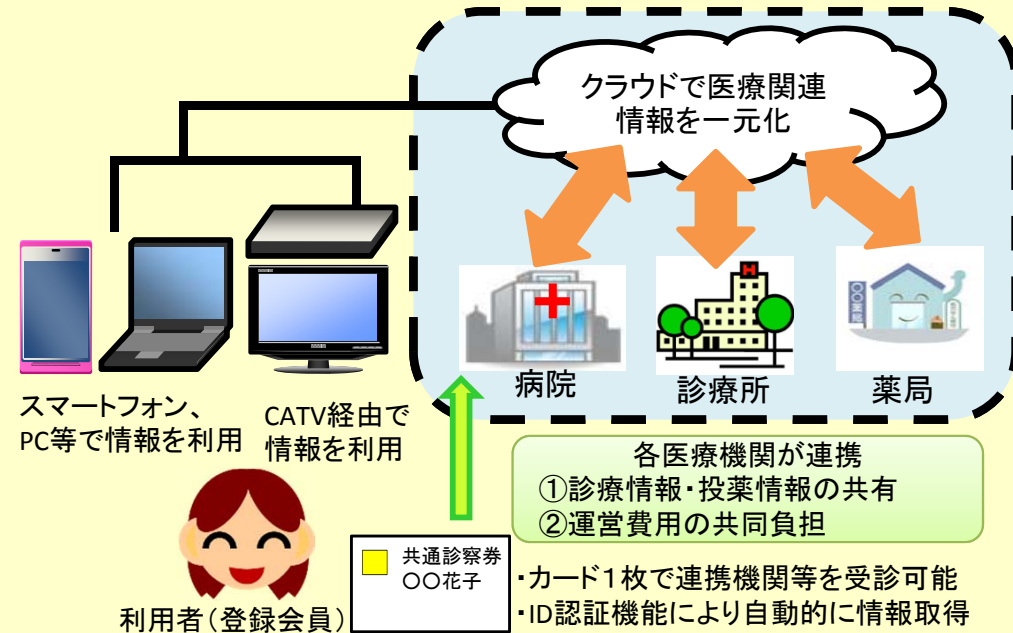 クラウドで医療関連
情報を一元化
病院
診療所
薬局
〇〇薬局
スマートフォン、
PC等で情報を利用
CATV経由で
情報を利用
各医療機関が連携
①診療情報・投薬情報の共有
②運営費用の共同負担
利用者（登録会員）
共通診察券
〇〇花子
・カード１枚で連携機関等を受診可能
・ID認証機能により自動的に情報取得
H